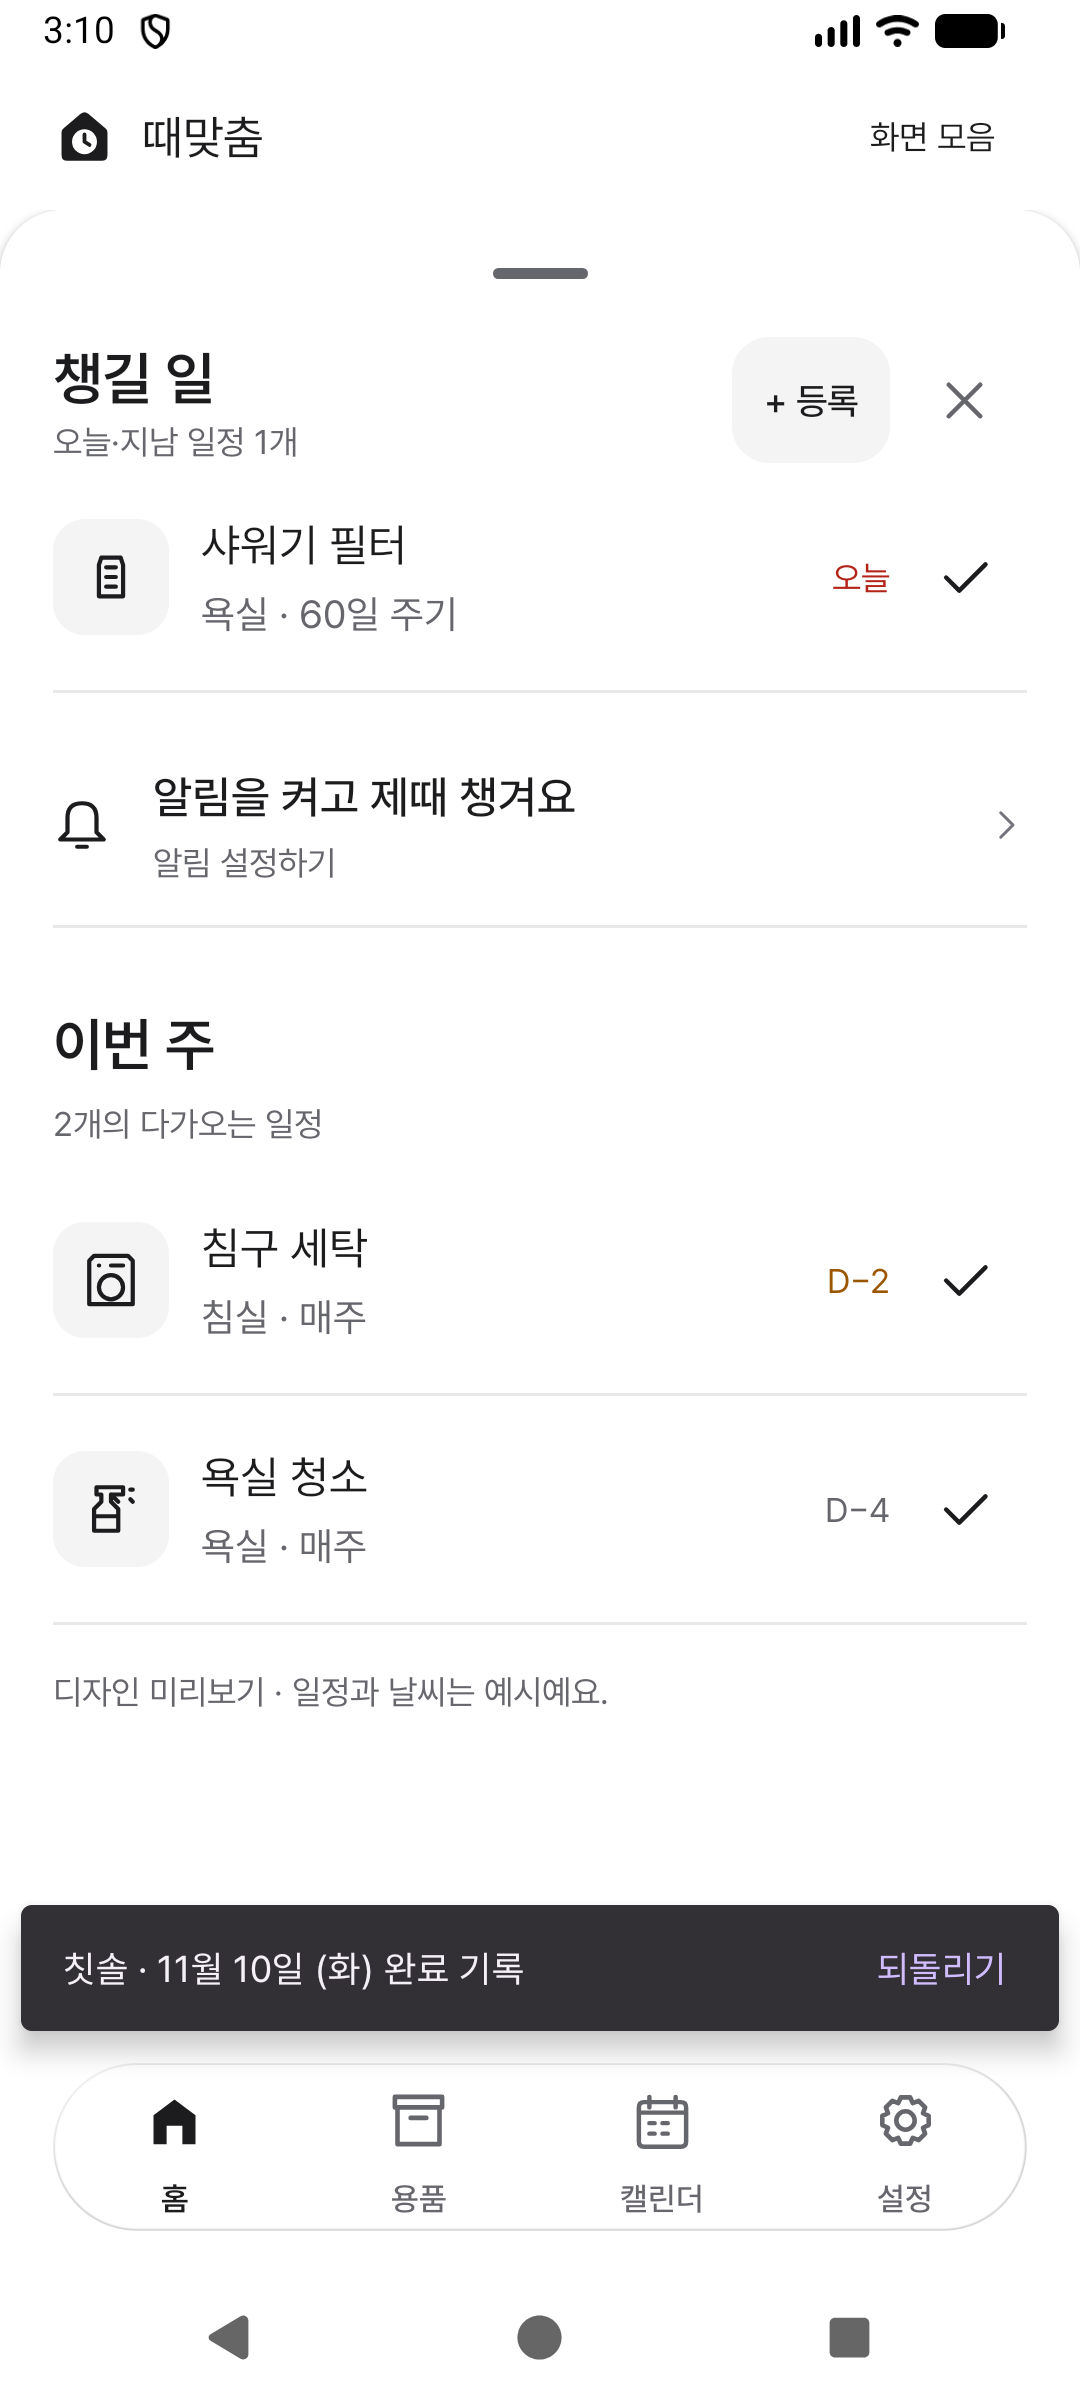 3:10
때맞춤
화면 모음
챙길 일
+ 등록
오늘·지남 일정 1개
샤워기 필터
오늘
욕실 · 60일 주기
알림을 켜고 제때 챙겨요
알림 설정하기
이번 주
2개의 다가오는 일정
침구 세탁
D-2
침실 · 매주
욕실 청소
D-4
욕실 · 매주
디자인 미리보기 · 일정과 날씨는 예시예요.
칫솔 · 11월 10일 (화) 완료 기록
되돌리기
홈
용품
캘린더
설정